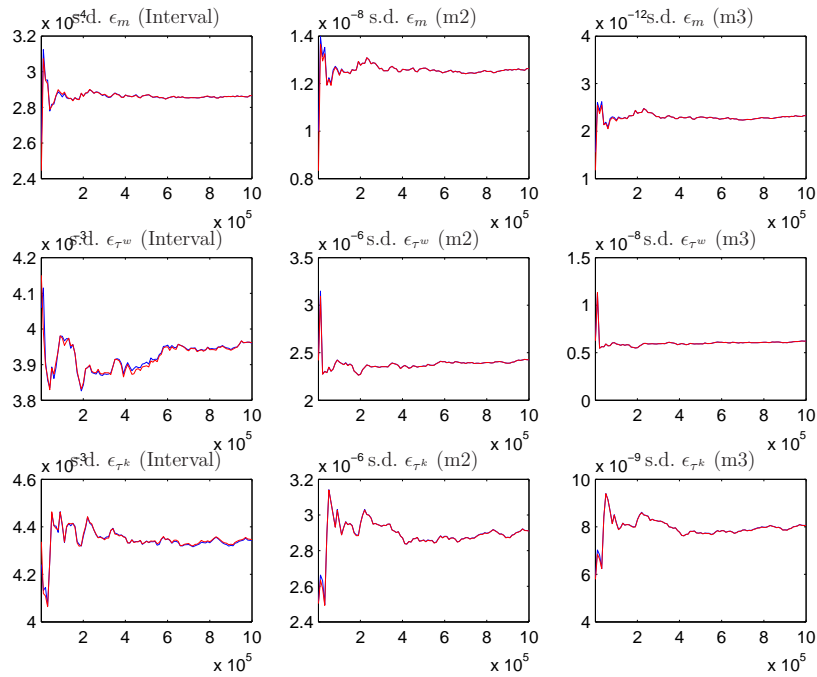 x 10^-4 s.d. ϵ_m (Interval)
3.2
3
2.8
2.6
2.4
2 4 6 8 10
x 10^5
x 10^-8 s.d. ϵ_m (m2)
1.4
1.2
1
0.8
2 4 6 8 10
x 10^5
x 10^-12 s.d. ϵ_m (m3)
4
3
2
1
2 4 6 8 10
x 10^5
x 10^-3 s.d. ϵ_τ^w (Interval)
4.2
4.1
4
3.9
3.8
2 4 6 8 10
x 10^5
x 10^-6 s.d. ϵ_τ^w (m2)
3.5
3
2.5
2
2 4 6 8 10
x 10^5
x 10^-8 s.d. ϵ_τ^w (m3)
1.5
1
0.5
0
2 4 6 8 10
x 10^5
x 10^-3 s.d. ϵ_τ^k (Interval)
4.6
4.4
4.2
4
2 4 6 8 10
x 10^5
x 10^-6 s.d. ϵ_τ^k (m2)
3.2
3
2.8
2.6
2.4
2 4 6 8 10
x 10^5
x 10^-9 s.d. ϵ_τ^k (m3)
10
8
6
4
2 4 6 8 10
x 10^5